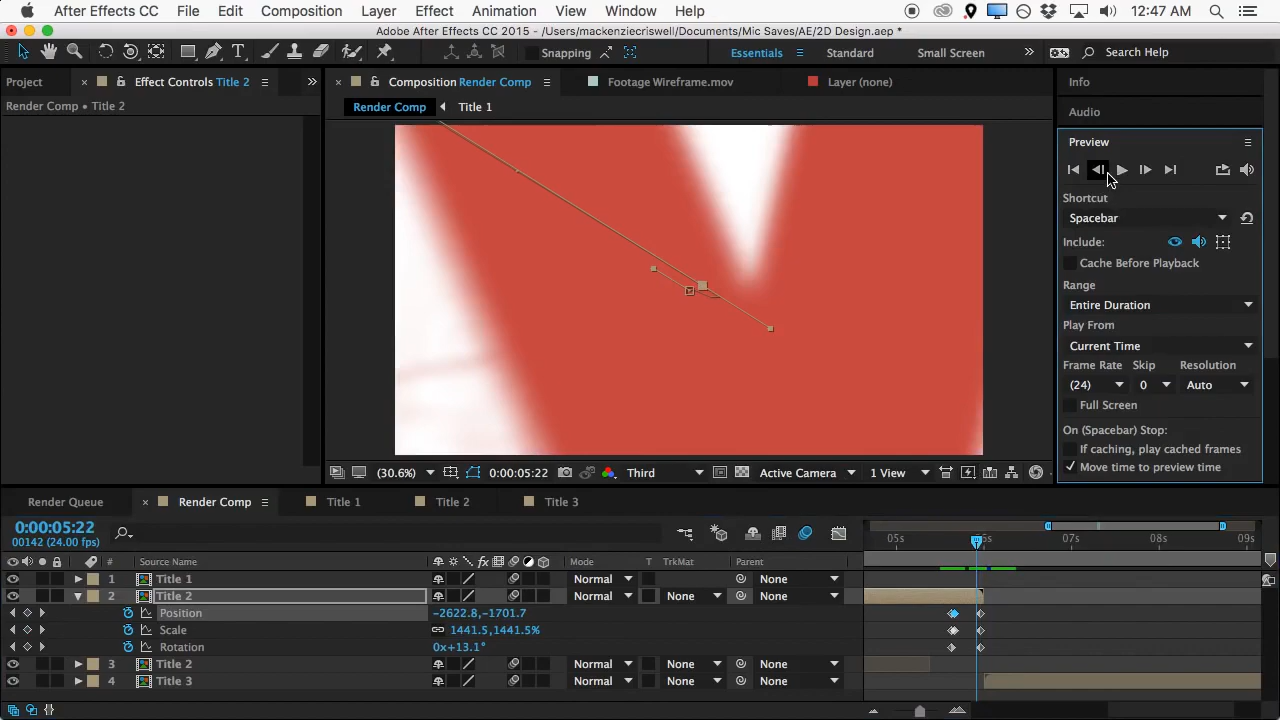 After Effects CC File Edit Composition Layer Effect Animation View Window Help 12:47 AM
Adobe After Effects CC 2015 - /Users/mackenziecriswell/Documents/Mic Saves/AE/2D Design.aep *
Snapping Essentials Standard Small Screen Search Help
Project Effect Controls Title 2 Composition Render Comp Footage Wireframe.mov Layer (none) Info
Render Comp • Title 2 Render Comp Title 1 Audio
Preview
Shortcut
Spacebar
Include:
Cache Before Playback
Range
Entire Duration
Play From
Current Time
Frame Rate Skip Resolution
(24) 0 Auto
Full Screen
On (Spacebar) Stop:
If caching, play cached frames
Move time to preview time
(30.6%) 0:00:05:22 Third Active Camera 1 View
Render Queue Render Comp Title 1 Title 2 Title 3
0:00:05:22
00142 (24.00 fps) 05s 07s 08s 09s
# Source Name Mode T TrkMat Parent
1 Title 1 Normal None
2 Title 2 Normal None None
Position -2622.8,-1701.7
Scale 1441.5,1441.5%
Rotation 0x+13.1°
3 Title 2 Normal None None
4 Title 3 Normal None None